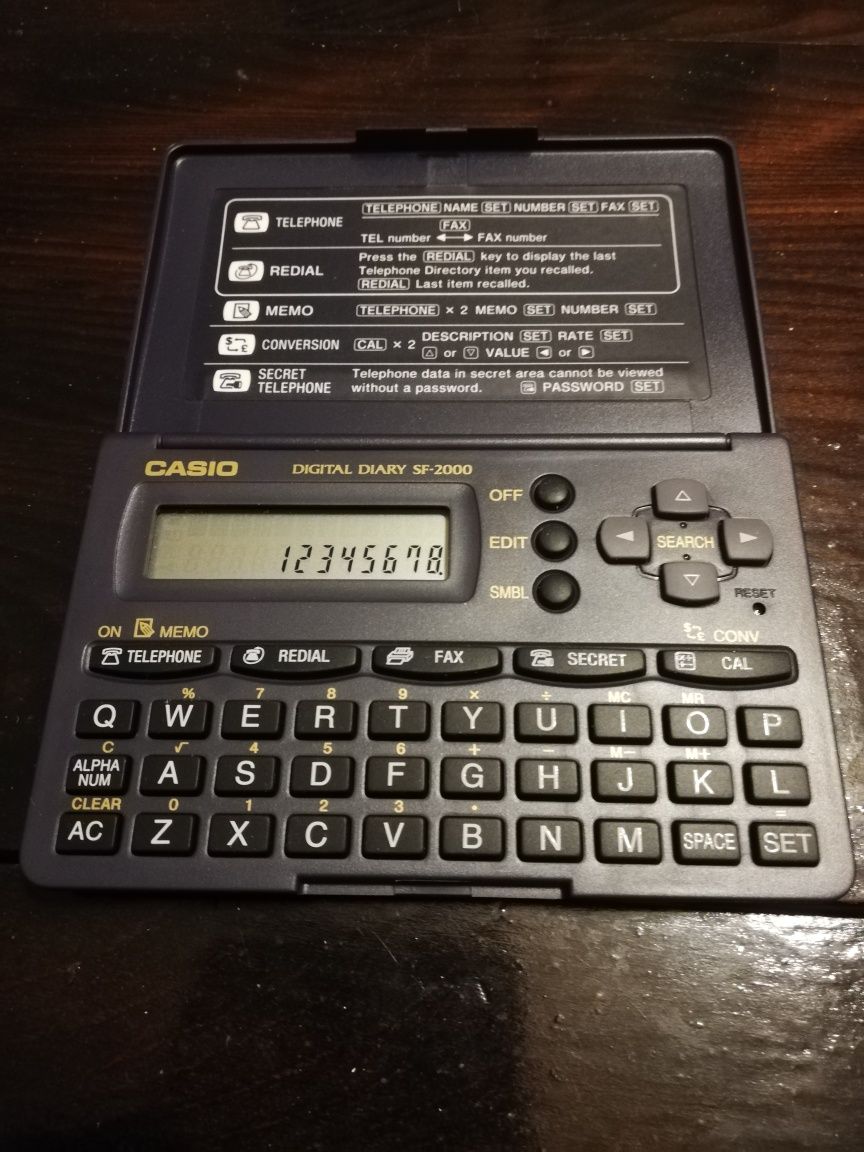 TELEPHONE TELEPHONE NAME SET NUMBER SET FAX SET
FAX
TEL number ◄─► FAX number
REDIAL Press the REDIAL key to display the last
Telephone Directory item you recalled.
REDIAL Last item recalled.
MEMO TELEPHONE × 2 MEMO SET NUMBER SET
$ £ CONVERSION CAL × 2 DESCRIPTION SET RATE SET
△ or ▽ VALUE ◄ or ►
SECRET TELEPHONE Telephone data in secret area cannot be viewed
without a password. PASSWORD SET
CASIO DIGITAL DIARY SF-2000
12345678.
OFF
EDIT
SMBL
△
◄ SEARCH ►
▽
RESET
ON MEMO $ £ CONV
TELEPHONE REDIAL FAX SECRET CAL
% 7 8 9 × ÷ MC MR
Q W E R T Y U I O P
C √ 4 5 6 + − M− M+
ALPHA NUM A S D F G H J K L
CLEAR 0 1 2 3 • =
AC Z X C V B N M SPACE SET